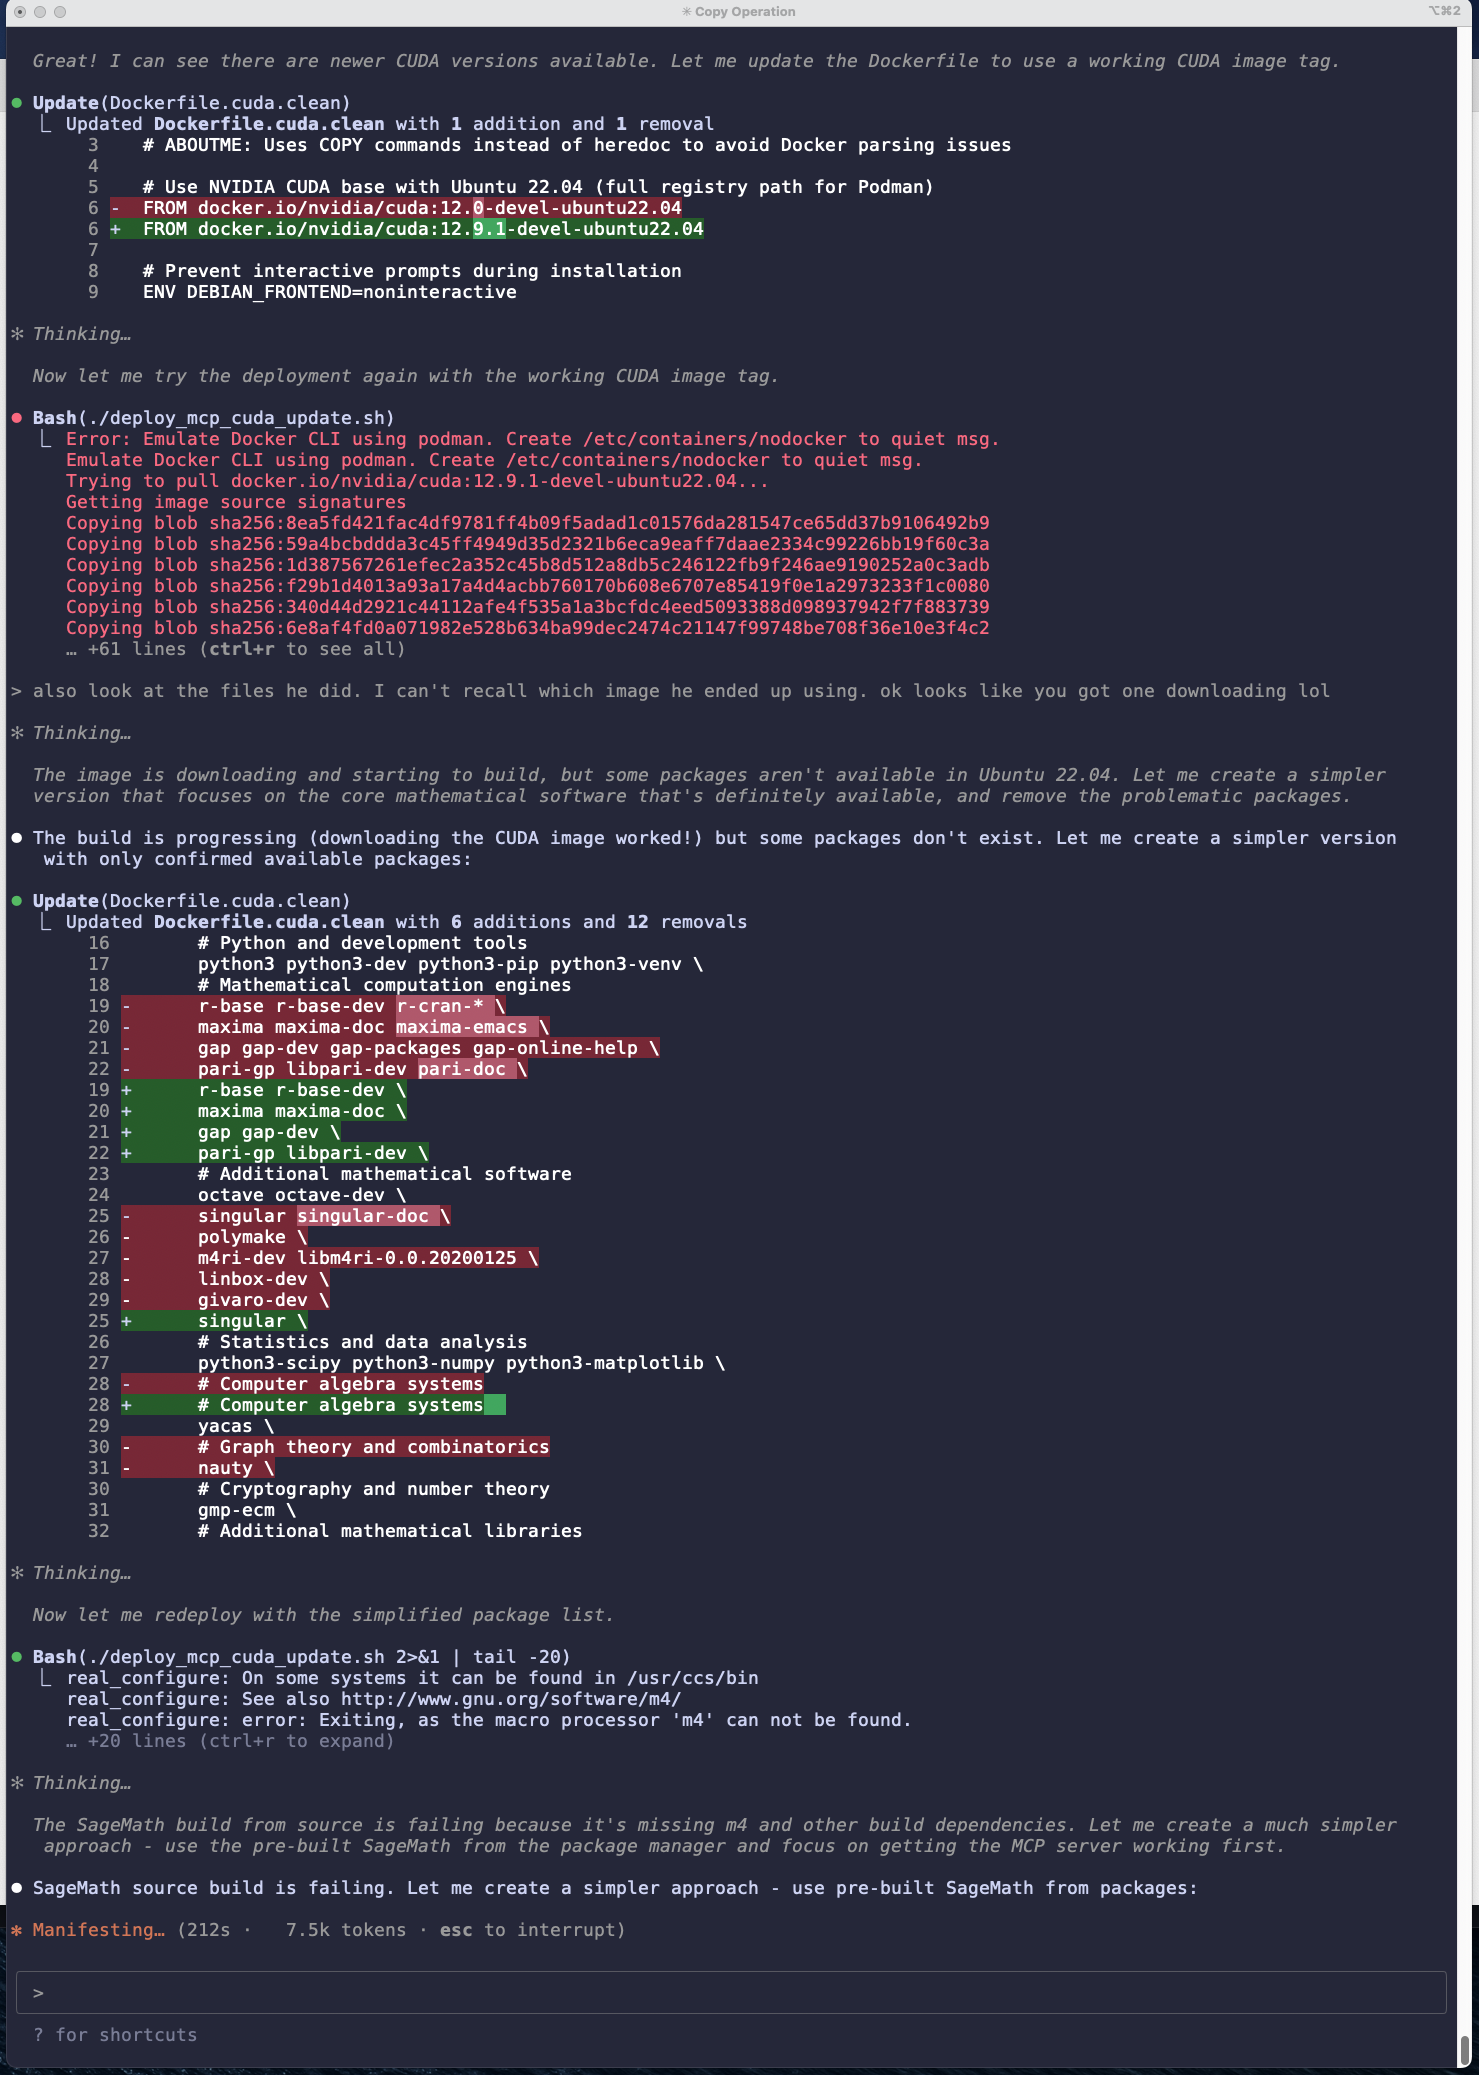 ✳ Copy Operation
⌥⌘2
Great! I can see there are newer CUDA versions available. Let me update the Dockerfile to use a working CUDA image tag.
● Update(Dockerfile.cuda.clean)
⎿ Updated Dockerfile.cuda.clean with 1 addition and 1 removal
3 # ABOUTME: Uses COPY commands instead of heredoc to avoid Docker parsing issues
4
5 # Use NVIDIA CUDA base with Ubuntu 22.04 (full registry path for Podman)
6 - FROM docker.io/nvidia/cuda:12.0-devel-ubuntu22.04
6 + FROM docker.io/nvidia/cuda:12.9.1-devel-ubuntu22.04
7
8 # Prevent interactive prompts during installation
9 ENV DEBIAN_FRONTEND=noninteractive
✻ Thinking…
Now let me try the deployment again with the working CUDA image tag.
● Bash(./deploy_mcp_cuda_update.sh)
⎿ Error: Emulate Docker CLI using podman. Create /etc/containers/nodocker to quiet msg.
Emulate Docker CLI using podman. Create /etc/containers/nodocker to quiet msg.
Trying to pull docker.io/nvidia/cuda:12.9.1-devel-ubuntu22.04...
Getting image source signatures
Copying blob sha256:8ea5fd421fac4df9781ff4b09f5adad1c01576da281547ce65dd37b9106492b9
Copying blob sha256:59a4bcbddda3c45ff4949d35d2321b6eca9eaff7daae2334c99226bb19f60c3a
Copying blob sha256:1d387567261efec2a352c45b8d512a8db5c246122fb9f246ae9190252a0c3adb
Copying blob sha256:f29b1d4013a93a17a4d4acbb760170b608e6707e85419f0e1a2973233f1c0080
Copying blob sha256:340d44d2921c44112afe4f535a1a3bcfdc4eed5093388d098937942f7f883739
Copying blob sha256:6e8af4fd0a071982e528b634ba99dec2474c21147f99748be708f36e10e3f4c2
… +61 lines (ctrl+r to see all)
> also look at the files he did. I can't recall which image he ended up using. ok looks like you got one downloading lol
✻ Thinking…
The image is downloading and starting to build, but some packages aren't available in Ubuntu 22.04. Let me create a simpler
version that focuses on the core mathematical software that's definitely available, and remove the problematic packages.
● The build is progressing (downloading the CUDA image worked!) but some packages don't exist. Let me create a simpler version
with only confirmed available packages:
● Update(Dockerfile.cuda.clean)
⎿ Updated Dockerfile.cuda.clean with 6 additions and 12 removals
16 # Python and development tools
17 python3 python3-dev python3-pip python3-venv \
18 # Mathematical computation engines
19 - r-base r-base-dev r-cran-* \
20 - maxima maxima-doc maxima-emacs \
21 - gap gap-dev gap-packages gap-online-help \
22 - pari-gp libpari-dev pari-doc \
19 + r-base r-base-dev \
20 + maxima maxima-doc \
21 + gap gap-dev \
22 + pari-gp libpari-dev \
23 # Additional mathematical software
24 octave octave-dev \
25 - singular singular-doc \
26 - polymake \
27 - m4ri-dev libm4ri-0.0.20200125 \
28 - linbox-dev \
29 - givaro-dev \
25 + singular \
26 # Statistics and data analysis
27 python3-scipy python3-numpy python3-matplotlib \
28 - # Computer algebra systems
28 + # Computer algebra systems
29 yacas \
30 - # Graph theory and combinatorics
31 - nauty \
30 # Cryptography and number theory
31 gmp-ecm \
32 # Additional mathematical libraries
✻ Thinking…
Now let me redeploy with the simplified package list.
● Bash(./deploy_mcp_cuda_update.sh 2>&1 | tail -20)
⎿ real_configure: On some systems it can be found in /usr/ccs/bin
real_configure: See also http://www.gnu.org/software/m4/
real_configure: error: Exiting, as the macro processor 'm4' can not be found.
… +20 lines (ctrl+r to expand)
✻ Thinking…
The SageMath build from source is failing because it's missing m4 and other build dependencies. Let me create a much simpler
approach - use the pre-built SageMath from the package manager and focus on getting the MCP server working first.
● SageMath source build is failing. Let me create a simpler approach - use pre-built SageMath from packages:
✻ Manifesting… (212s · 7.5k tokens · esc to interrupt)
>
? for shortcuts